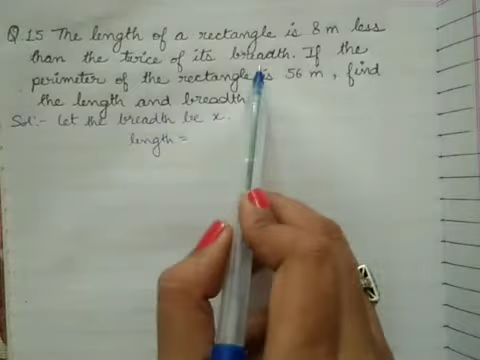 Q.15 The length of a rectangle is 8 m less
than the twice of its breadth. If the
perimeter of the rectangle is 56 m, find
the length and breadth
Sol:- Let the breadth be x.
length =